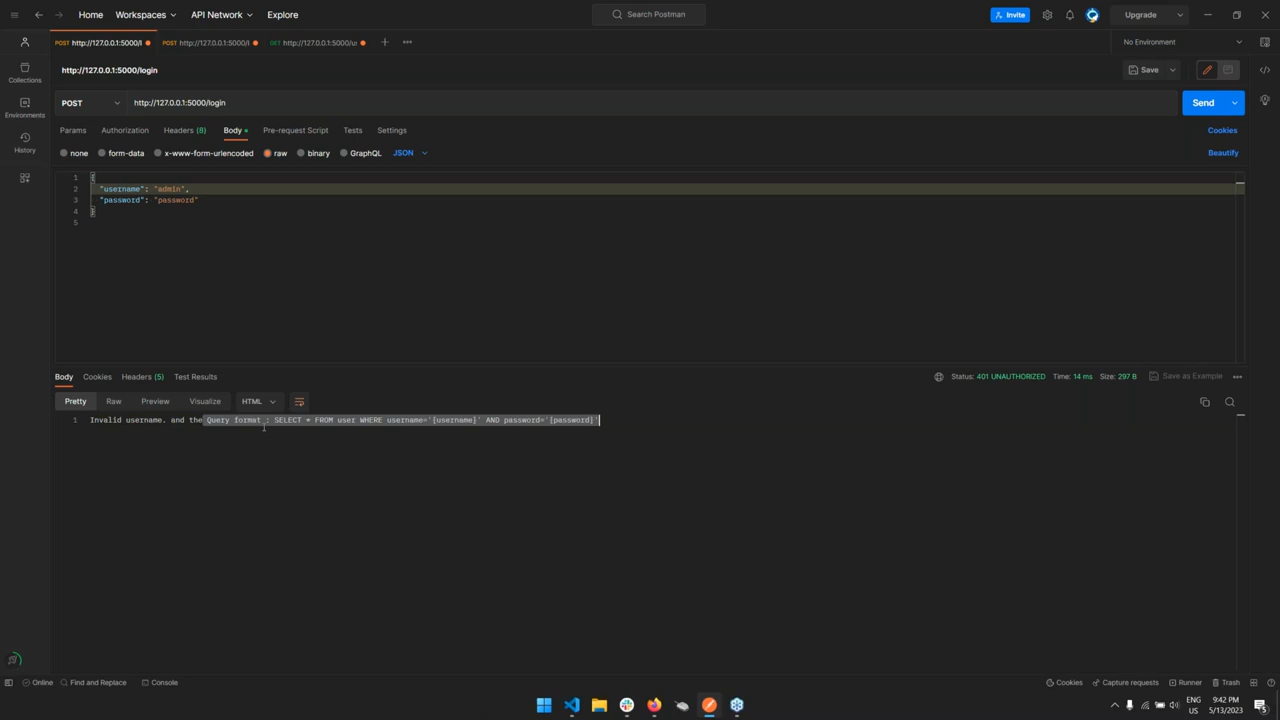 Home Workspaces API Network Explore Search Postman Invite Upgrade
POST http://127.0.0.1:5000/l POST http://127.0.0.1:5000/l GET http://127.0.0.1:5000/us + No Environment
http://127.0.0.1:5000/login Save
Collections
POST http://127.0.0.1:5000/login Send
Environments
Params Authorization Headers (8) Body Pre-request Script Tests Settings Cookies
History
none form-data x-www-form-urlencoded raw binary GraphQL JSON Beautify
1 {
2 "username": "admin",
3 "password": "password"
4 }
5
Body Cookies Headers (5) Test Results Status: 401 UNAUTHORIZED Time: 14 ms Size: 297 B Save as Example
Pretty Raw Preview Visualize HTML
1 Invalid username. and the Query format : SELECT * FROM user WHERE username='{username}' AND password='{password}'
Online Find and Replace Console Cookies Capture requests Runner Trash
ENG US 9:42 PM 5/13/2023 5